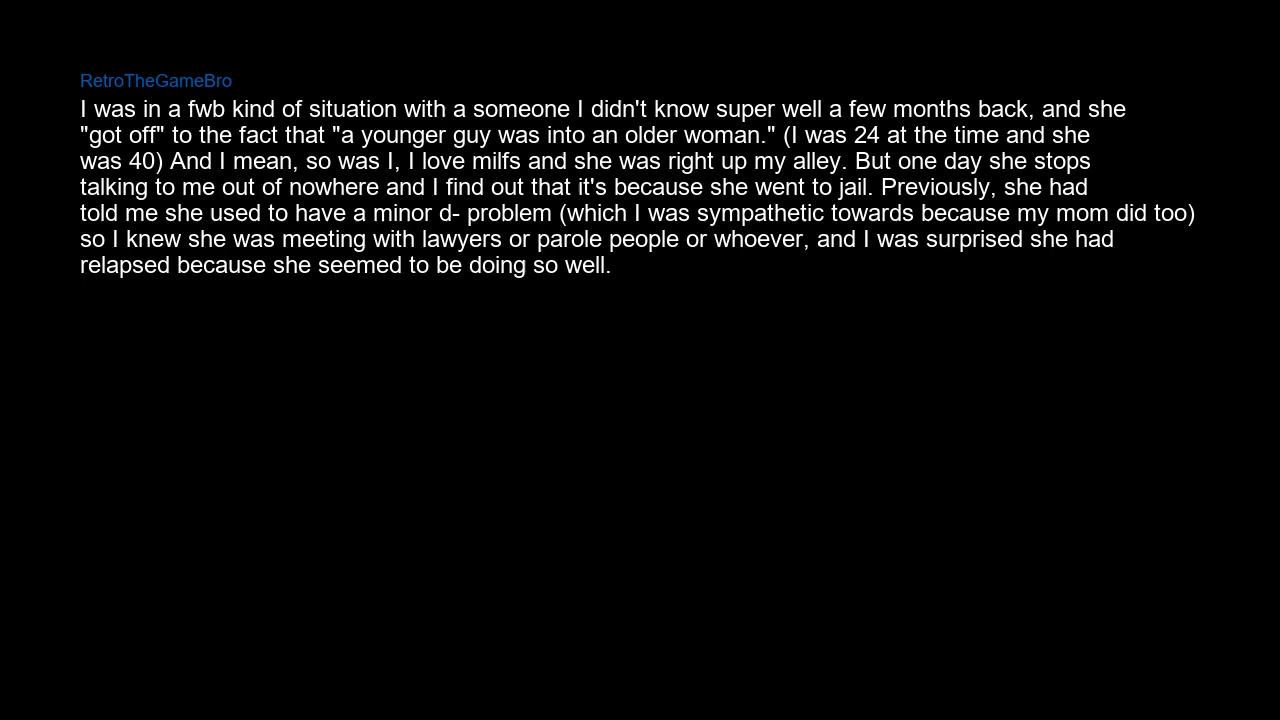 RetroTheGameBro
I was in a fwb kind of situation with a someone I didn't know super well a few months back, and she
"got off" to the fact that "a younger guy was into an older woman." (I was 24 at the time and she
was 40) And I mean, so was I, I love milfs and she was right up my alley. But one day she stops
talking to me out of nowhere and I find out that it's because she went to jail. Previously, she had
told me she used to have a minor d- problem (which I was sympathetic towards because my mom did too)
so I knew she was meeting with lawyers or parole people or whoever, and I was surprised she had
relapsed because she seemed to be doing so well.